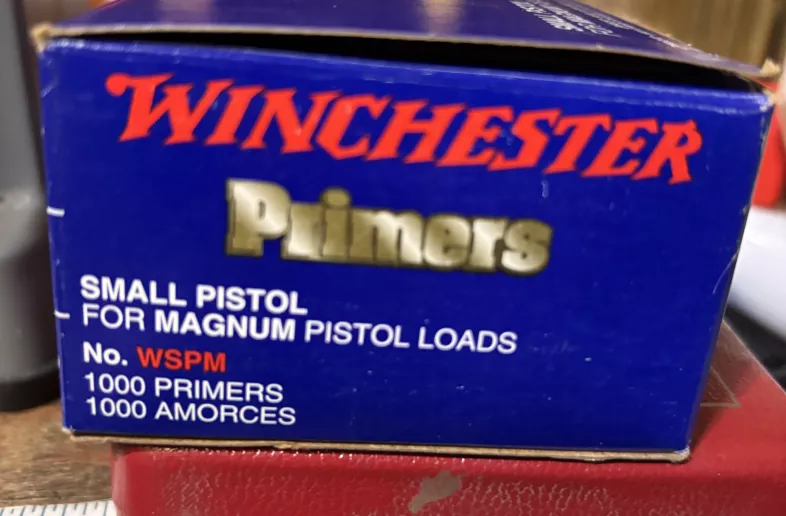 WINCHESTER
Primers
SMALL PISTOL
FOR MAGNUM PISTOL LOADS
No. WSPM
1000 PRIMERS
1000 AMORCES